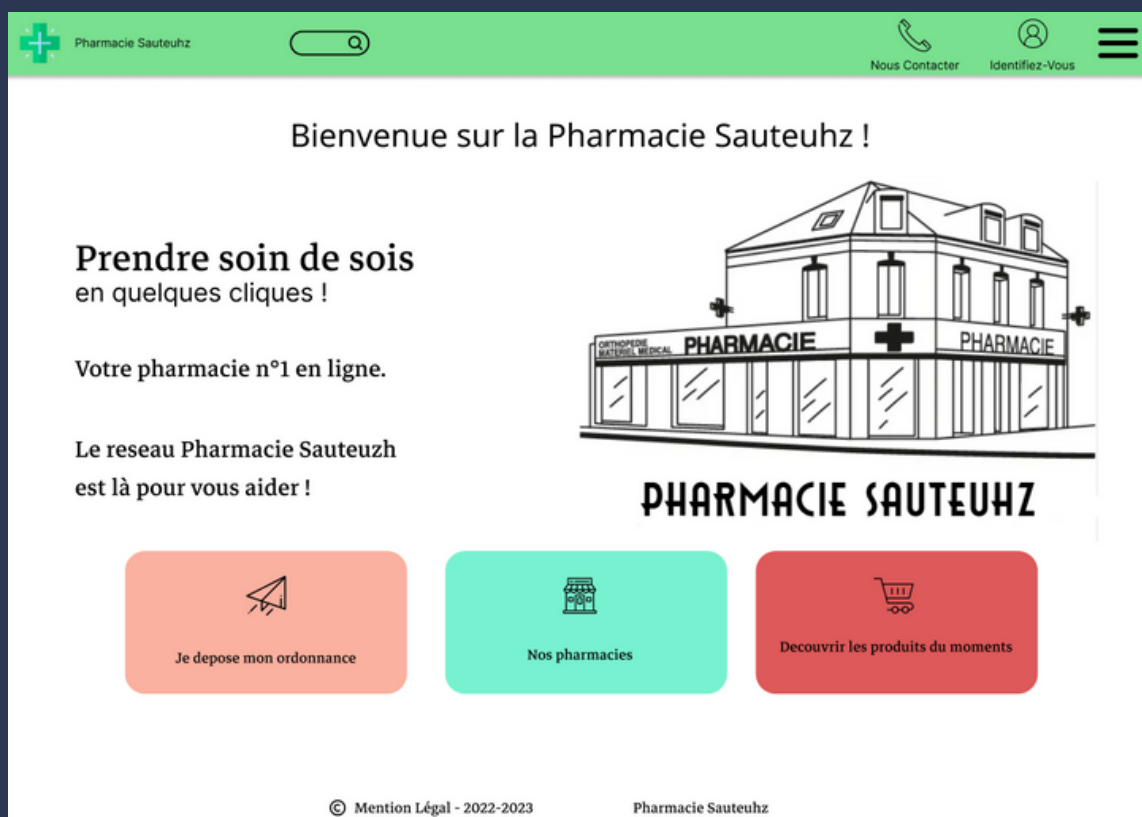 Pharmacie Sauteuhz
Nous Contacter
Identifiez-Vous
Bienvenue sur la Pharmacie Sauteuhz !
Prendre soin de sois
en quelques cliques !
Votre pharmacie n°1 en ligne.
Le reseau Pharmacie Sauteuzh
est là pour vous aider !
ORTHOPEDIE
MATERIEL MEDICAL
PHARMACIE
PHARMACIE
PHARMACIE SAUTEUHZ
Je depose mon ordonnance
Nos pharmacies
Decouvrir les produits du moments
© Mention Légal - 2022-2023
Pharmacie Sauteuhz